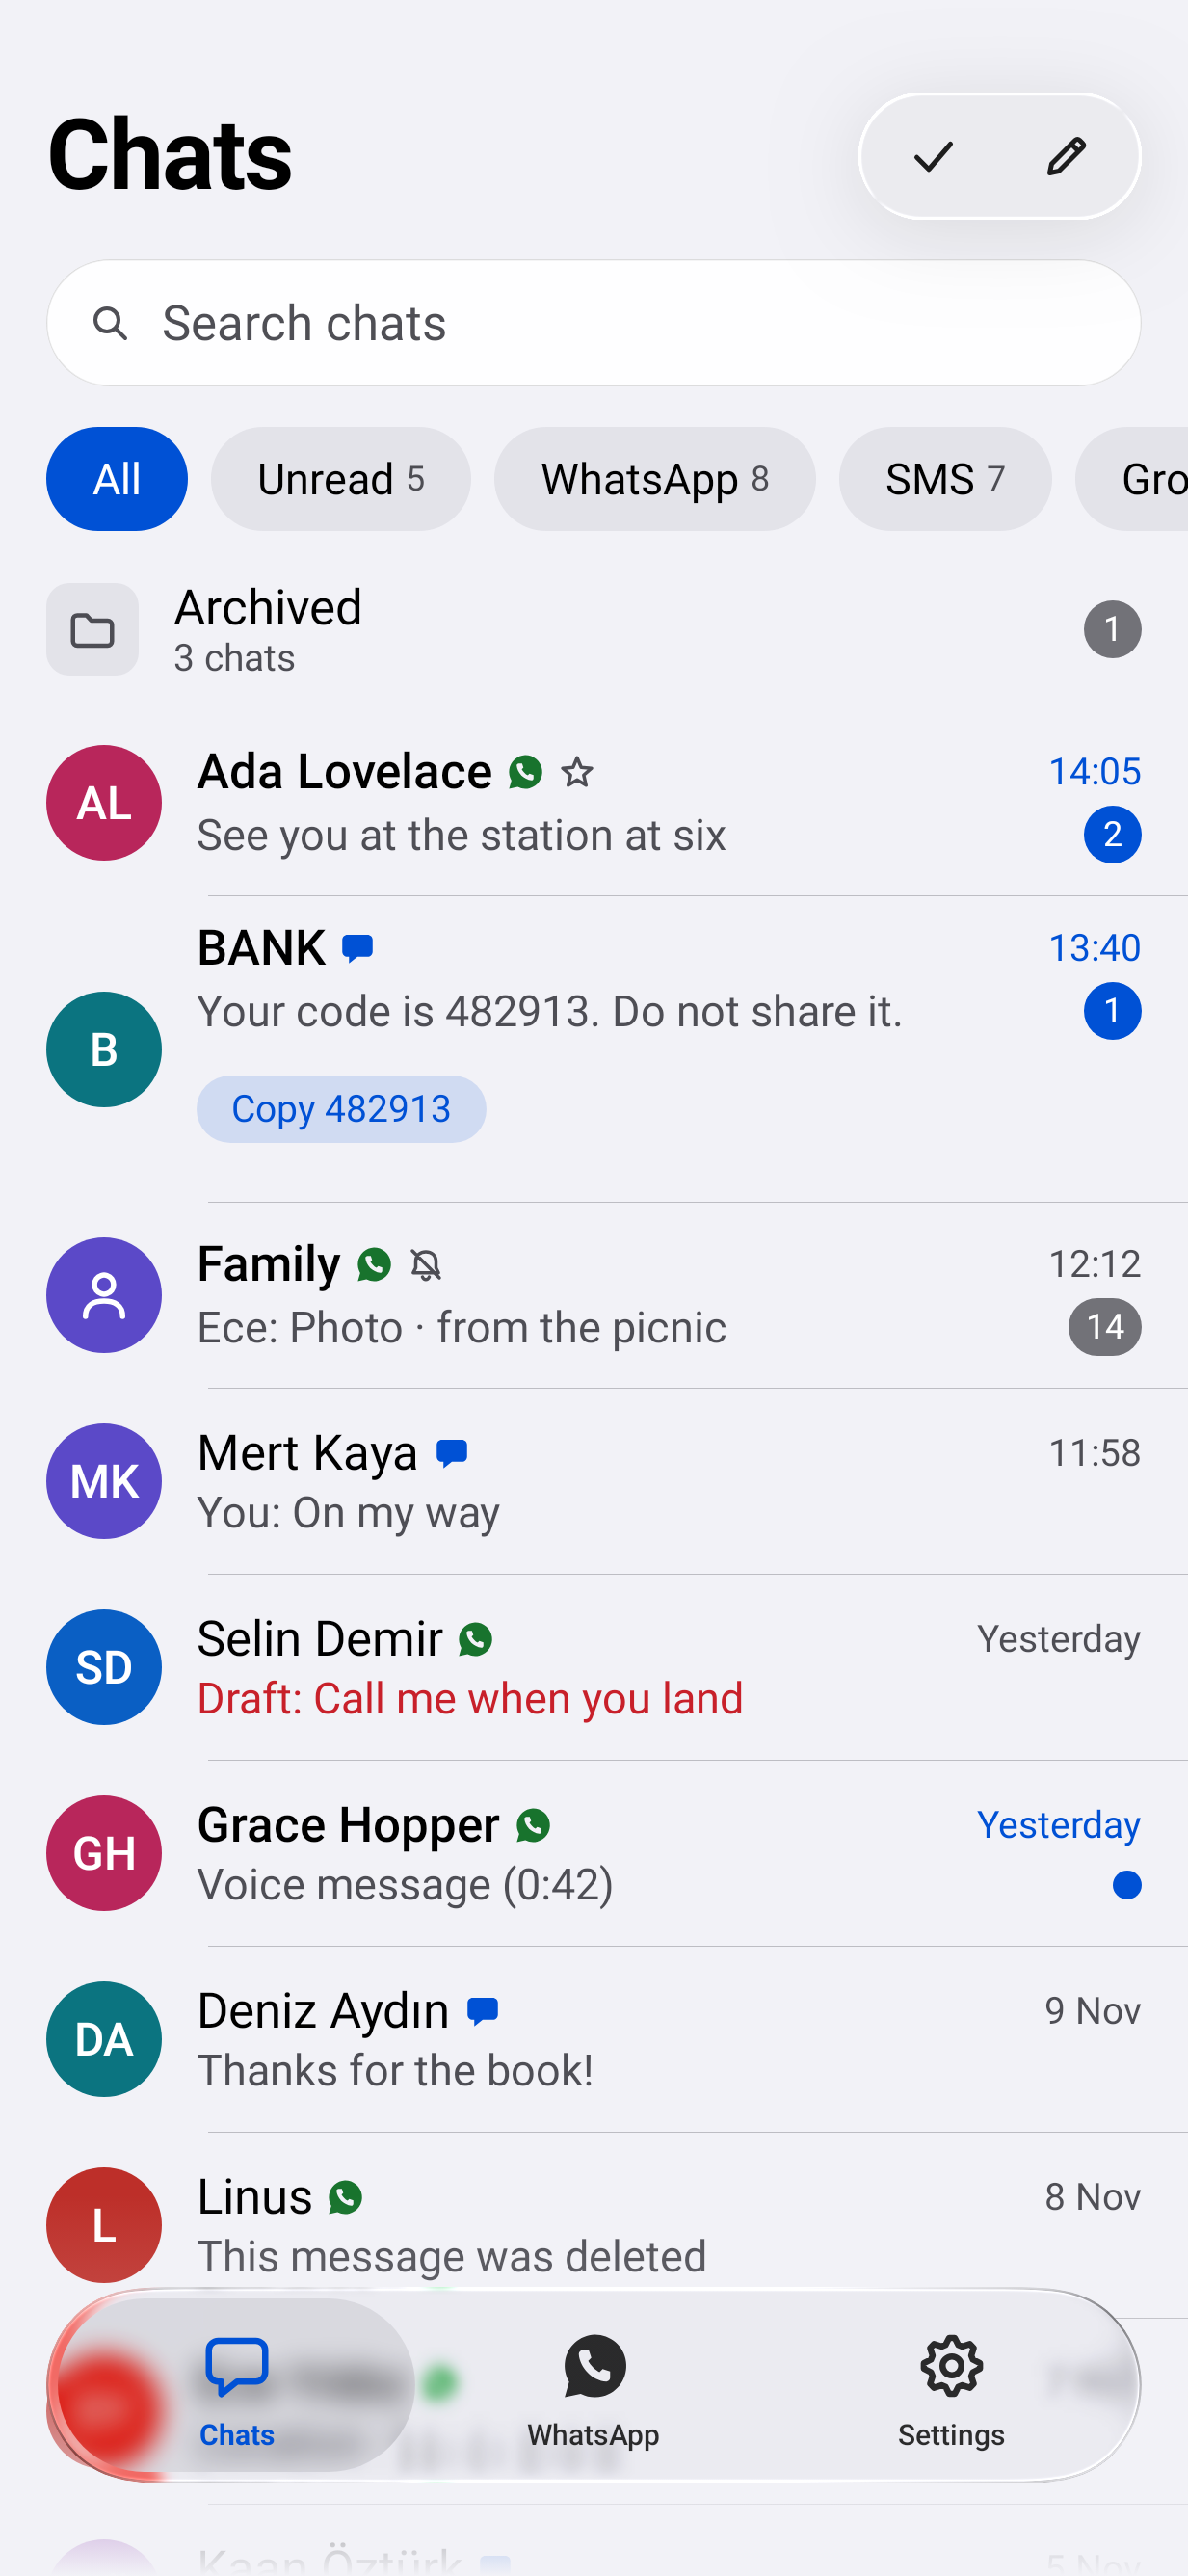 Chats
Search chats
All
Unread 5
WhatsApp 8
SMS 7
Gro
Archived
3 chats
1
AL
Ada Lovelace
14:05
See you at the station at six
2
B
BANK
13:40
Your code is 482913. Do not share it.
1
Copy 482913
Family
12:12
Ece: Photo · from the picnic
14
MK
Mert Kaya
11:58
You: On my way
SD
Selin Demir
Yesterday
Draft: Call me when you land
GH
Grace Hopper
Yesterday
Voice message (0:42)
DA
Deniz Aydın
9 Nov
Thanks for the book!
L
Linus
8 Nov
This message was deleted
Chats
WhatsApp
Settings
Kaan Öztürk
5 Nov